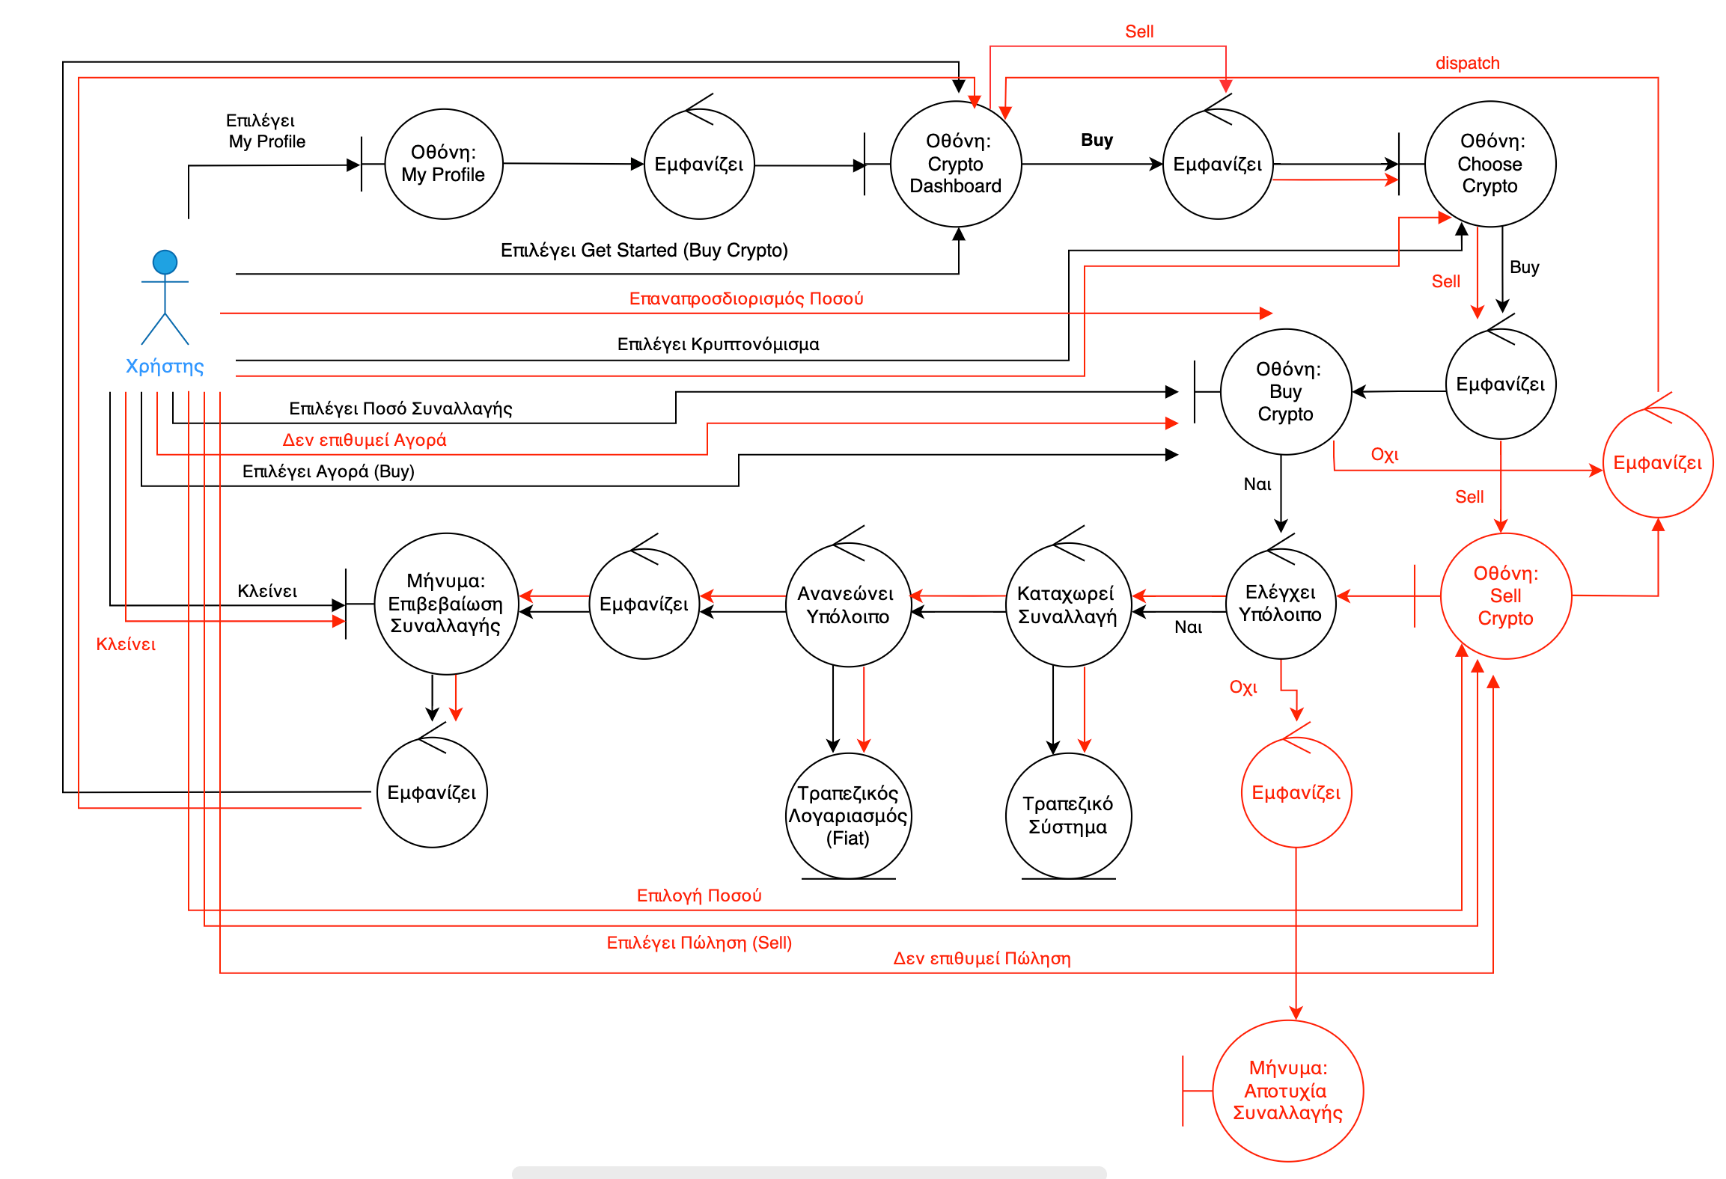 Sell
dispatch
Επιλέγει
My Profile
Οθόνη:
My Profile
Εμφανίζει
Οθόνη:
Crypto
Dashboard
Buy
Εμφανίζει
Οθόνη:
Choose
Crypto
Επιλέγει Get Started (Buy Crypto)
Buy
Sell
Επαναπροσδιορισμός Ποσού
Επιλέγει Κρυπτονόμισμα
Χρήστης
Οθόνη:
Buy
Crypto
Εμφανίζει
Επιλέγει Ποσό Συναλλαγής
Δεν επιθυμεί Αγορά
Επιλέγει Αγορά (Buy)
Οχι
Εμφανίζει
Ναι
Sell
Κλείνει
Κλείνει
Μήνυμα:
Επιβεβαίωση
Συναλλαγής
Εμφανίζει
Ανανεώνει
Υπόλοιπο
Καταχωρεί
Συναλλαγή
Ναι
Ελέγχει
Υπόλοιπο
Οθόνη:
Sell
Crypto
Οχι
Εμφανίζει
Τραπεζικός
Λογαριασμός
(Fiat)
Τραπεζικό
Σύστημα
Εμφανίζει
Επιλογή Ποσού
Επιλέγει Πώληση (Sell)
Δεν επιθυμεί Πώληση
Μήνυμα:
Αποτυχία
Συναλλαγής